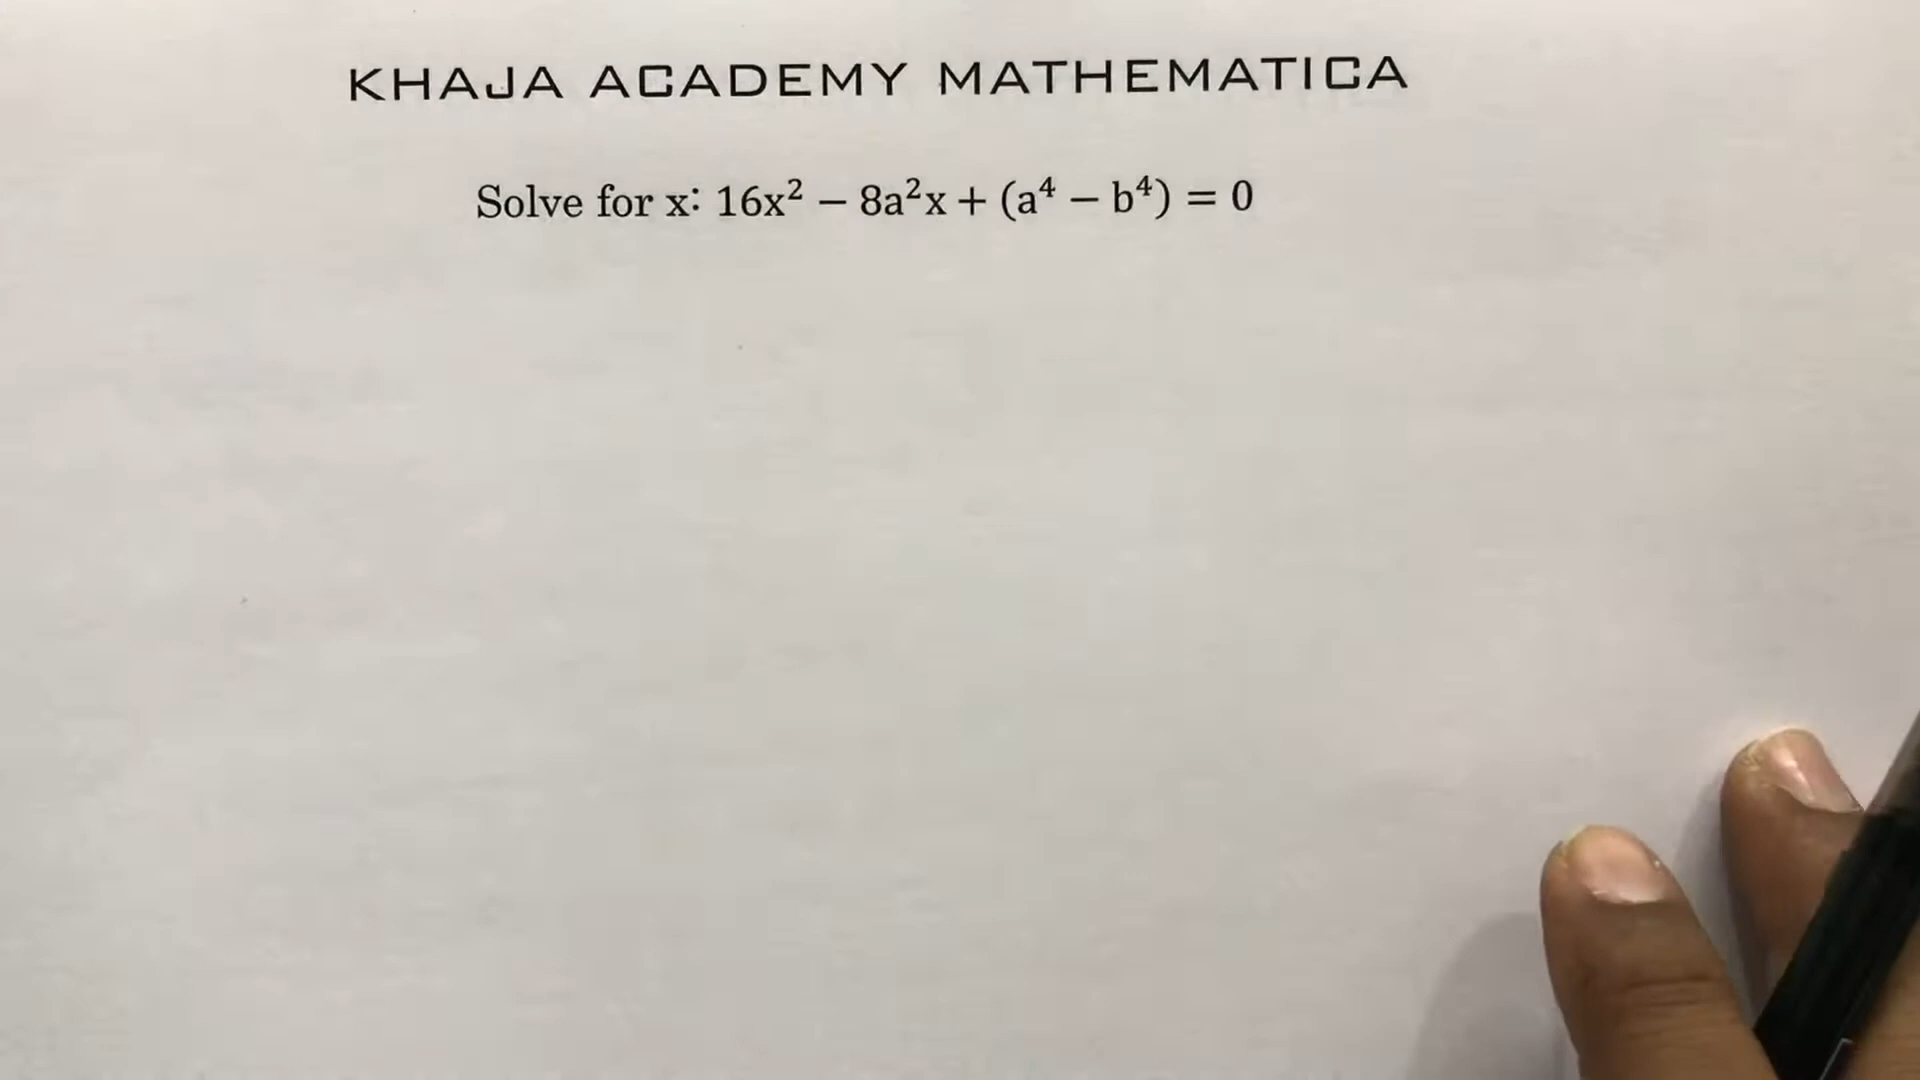 KHAJA ACADEMY MATHEMATICA
Solve for x: 16x² − 8a²x + (a⁴ − b⁴) = 0